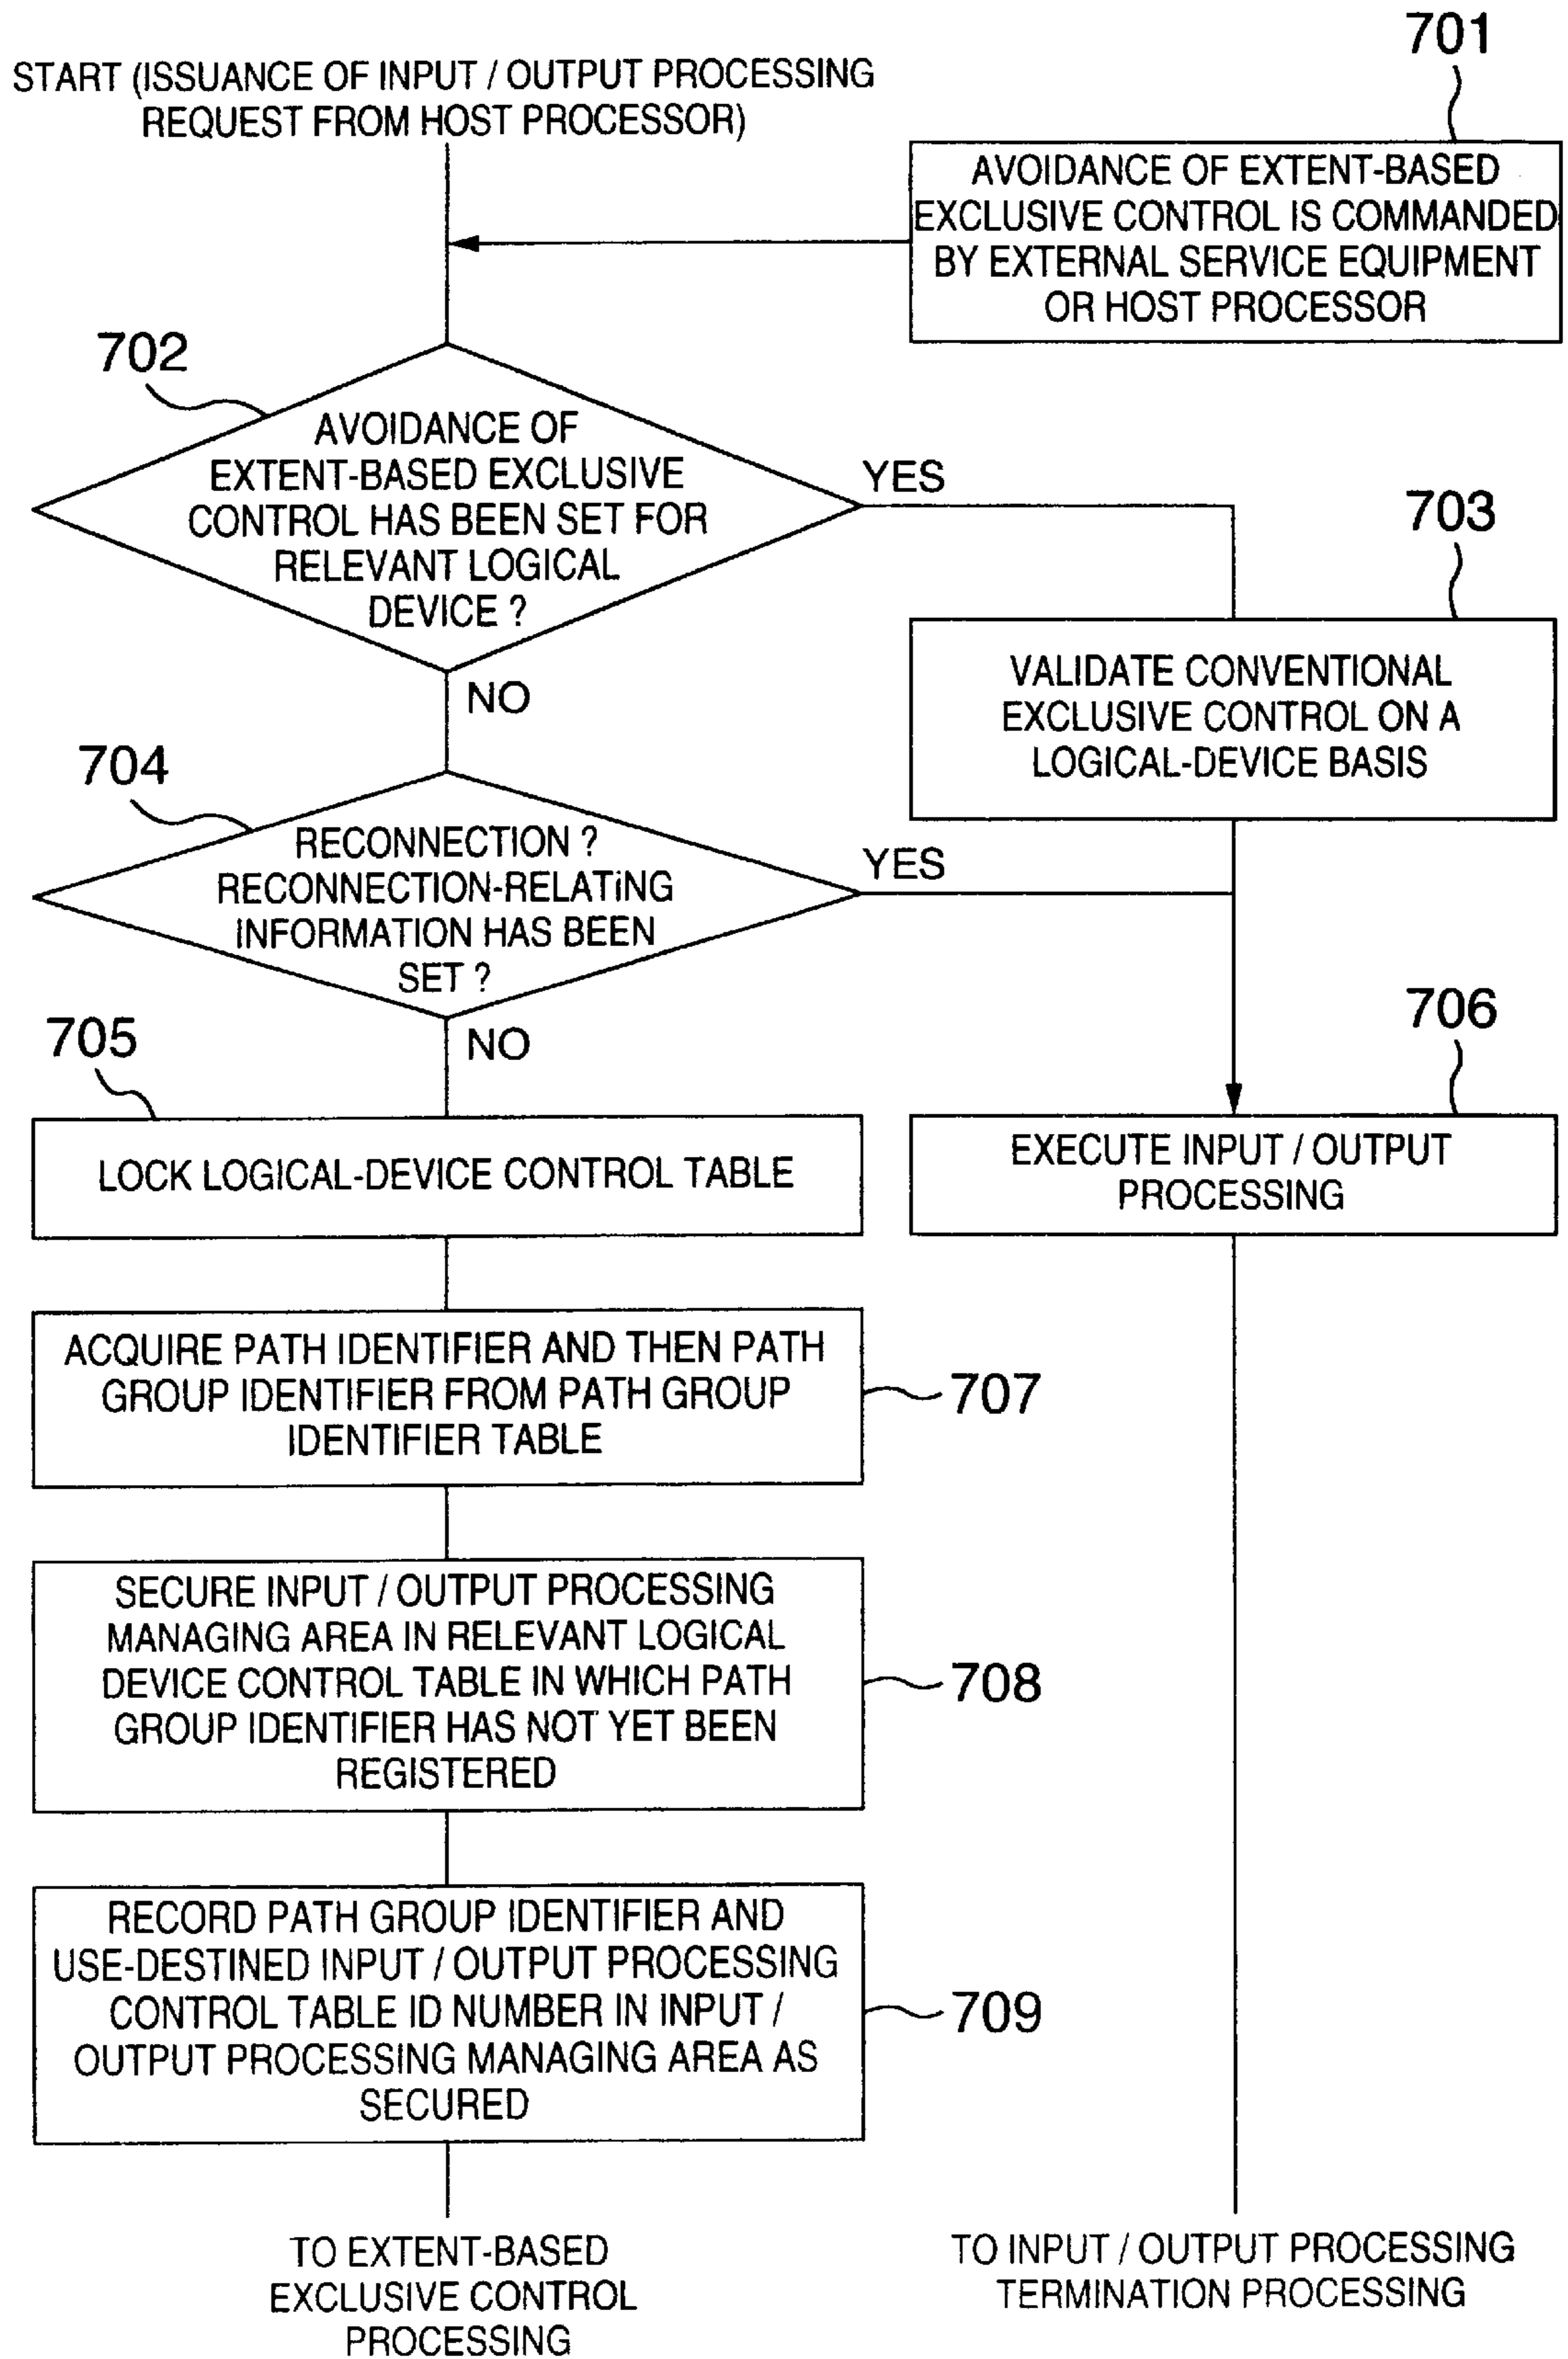 701
START (ISSUANCE OF INPUT / OUTPUT PROCESSING
REQUEST FROM HOST PROCESSOR)
AVOIDANCE OF EXTENT-BASED
EXCLUSIVE CONTROL IS COMMANDED
BY EXTERNAL SERVICE EQUIPMENT
OR HOST PROCESSOR
702
AVOIDANCE OF
EXTENT-BASED EXCLUSIVE
CONTROL HAS BEEN SET FOR
RELEVANT LOGICAL
DEVICE ?
YES
NO
703
VALIDATE CONVENTIONAL
EXCLUSIVE CONTROL ON A
LOGICAL-DEVICE BASIS
704
RECONNECTION ?
RECONNECTION-RELATiNG
INFORMATION HAS BEEN
SET ?
YES
NO
705
LOCK LOGICAL-DEVICE CONTROL TABLE
706
EXECUTE INPUT / OUTPUT
PROCESSING
ACQUIRE PATH IDENTIFIER AND THEN PATH
GROUP IDENTIFIER FROM PATH GROUP
IDENTIFIER TABLE
707
SECURE INPUT / OUTPUT PROCESSING
MANAGING AREA IN RELEVANT LOGICAL
DEVICE CONTROL TABLE IN WHICH PATH
GROUP IDENTIFIER HAS NOT YET BEEN
REGISTERED
708
RECORD PATH GROUP IDENTIFIER AND
USE-DESTINED INPUT / OUTPUT PROCESSING
CONTROL TABLE ID NUMBER IN INPUT /
OUTPUT PROCESSING MANAGING AREA AS
SECURED
709
TO EXTENT-BASED
EXCLUSIVE CONTROL
PROCESSING
TO INPUT / OUTPUT PROCESSING
TERMINATION PROCESSING